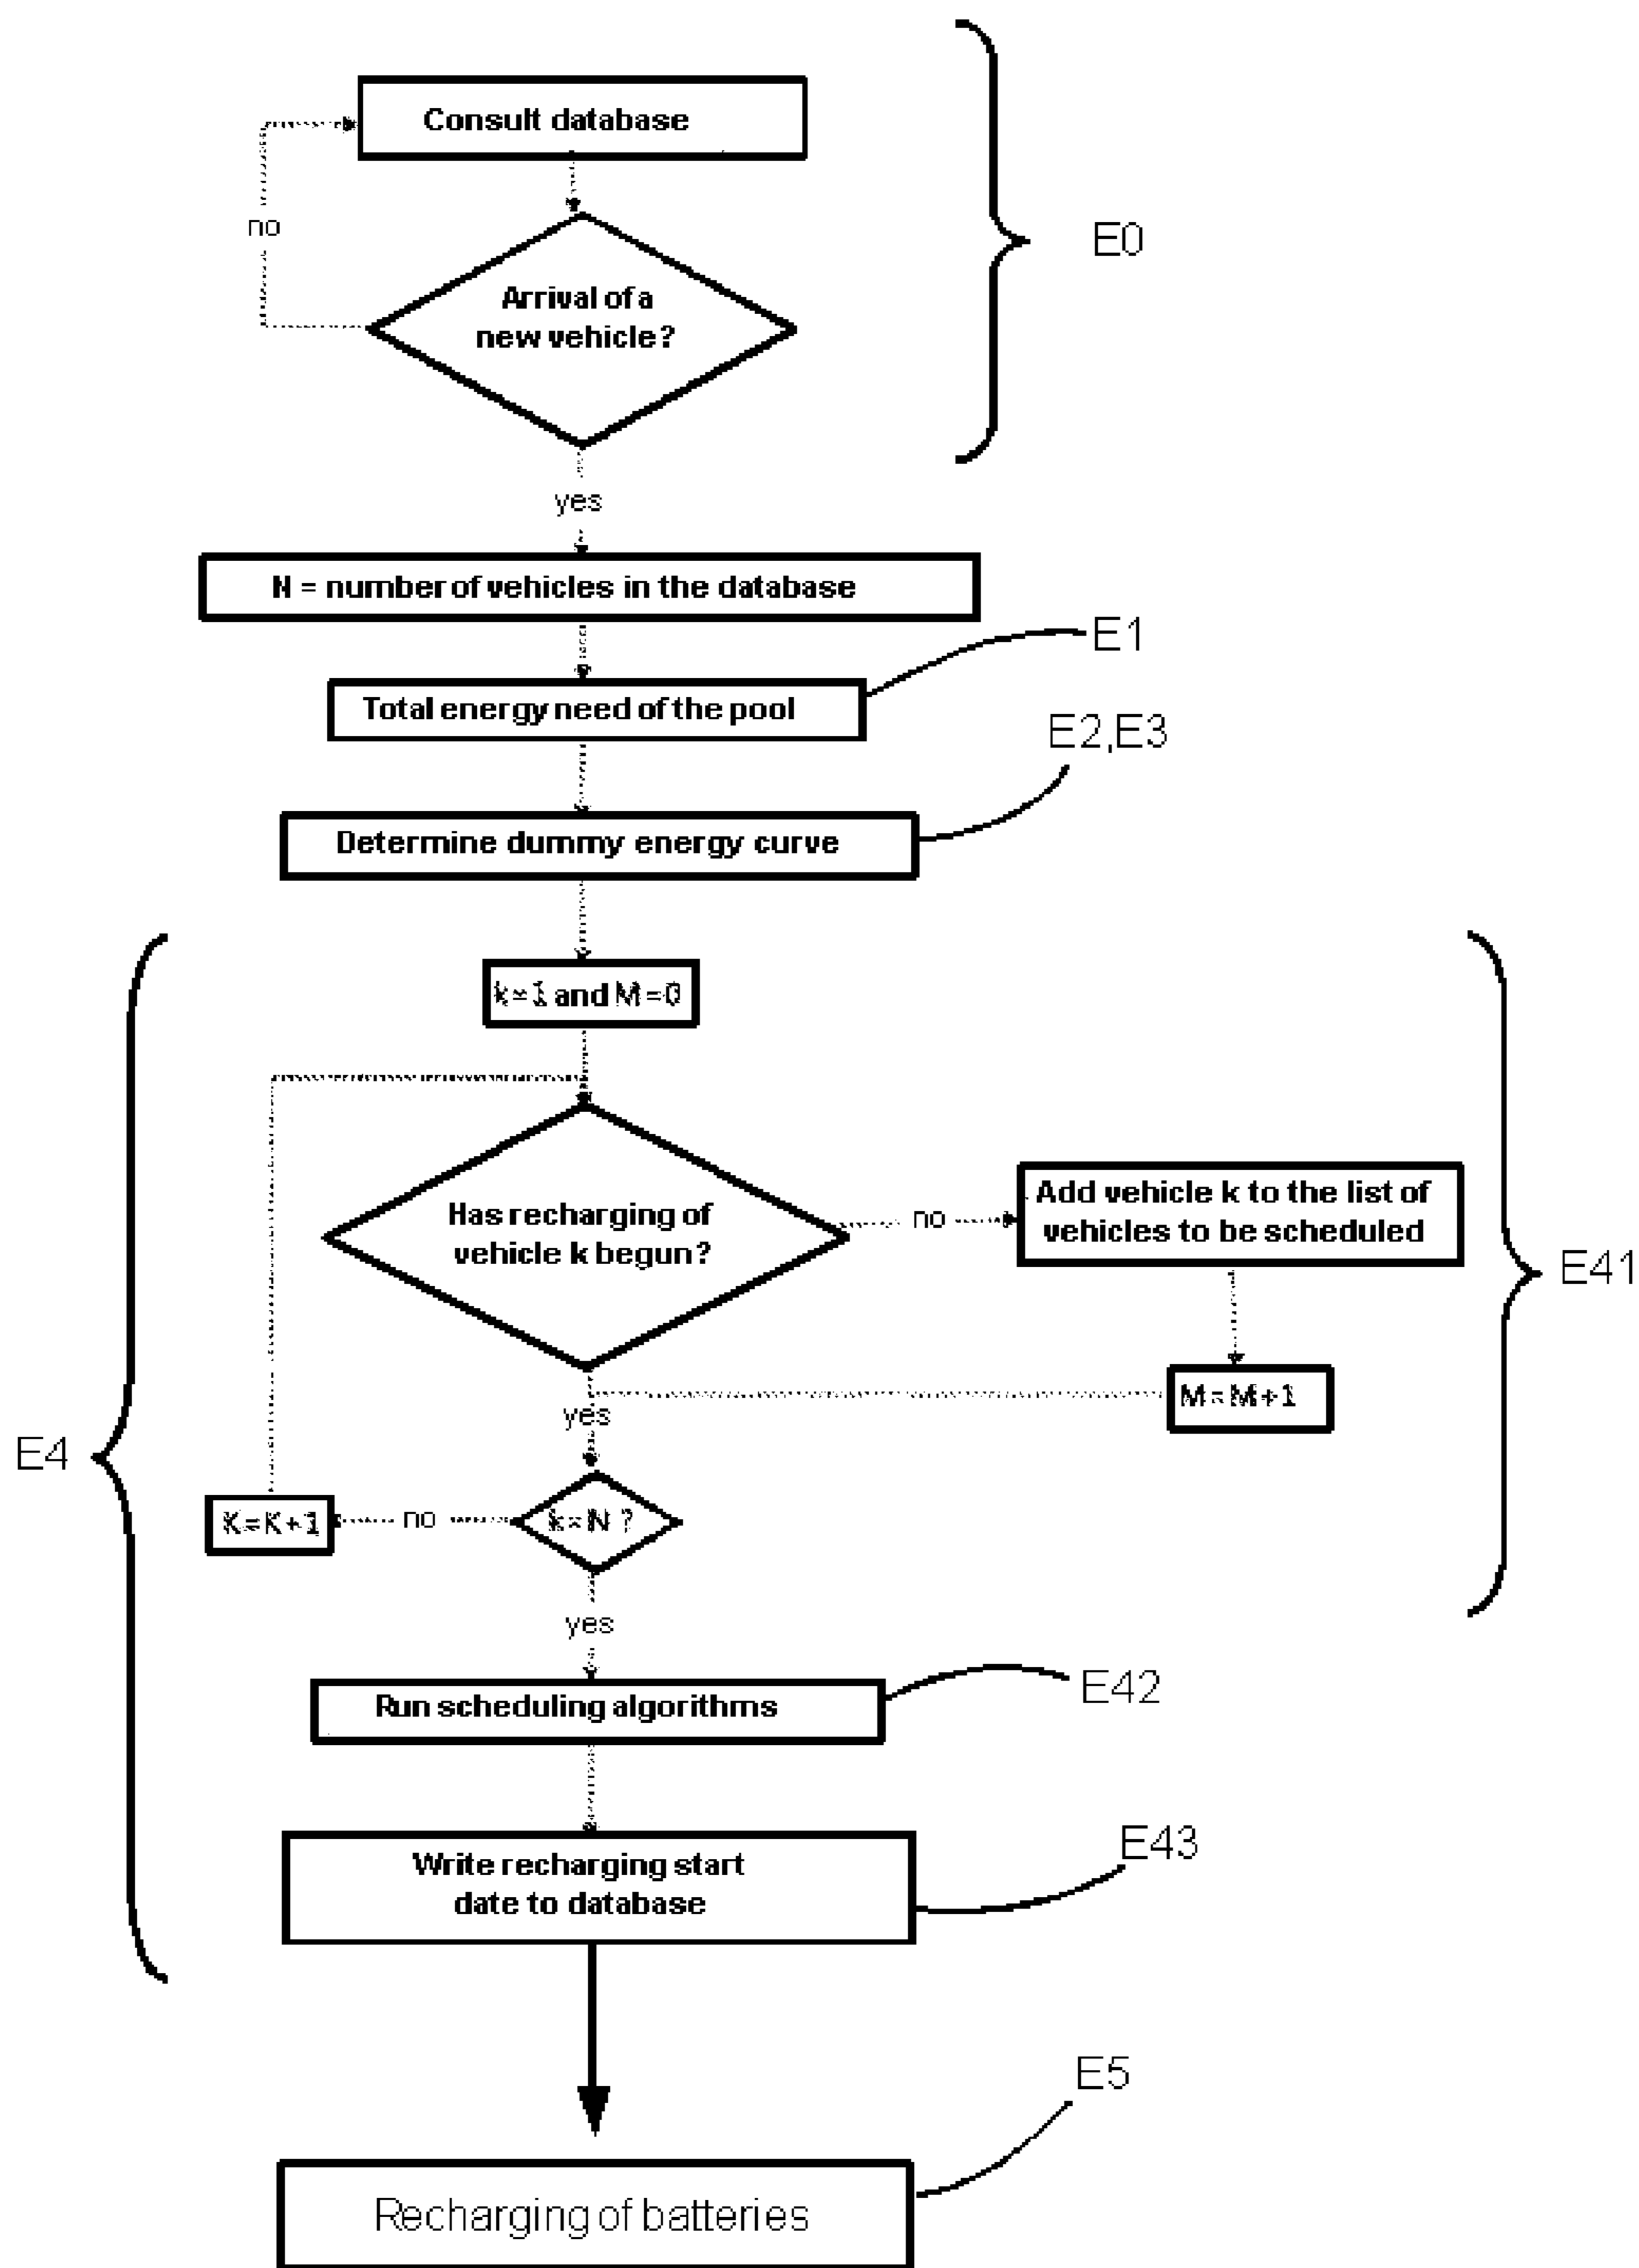 Consult database
no
Arrival of a
new vehicle?
E0
yes
N = number of vehicles in the database
E1
Total energy need of the pool
E2,E3
Determine dummy energy curve
k=1 and M=0
Has recharging of
vehicle k begun?
no
Add vehicle k to the list of
vehicles to be scheduled
E41
M=M+1
yes
E4
K=K+1
no
k=N ?
yes
E42
Run scheduling algorithms
E43
Write recharging start
date to database
E5
Recharging of batteries